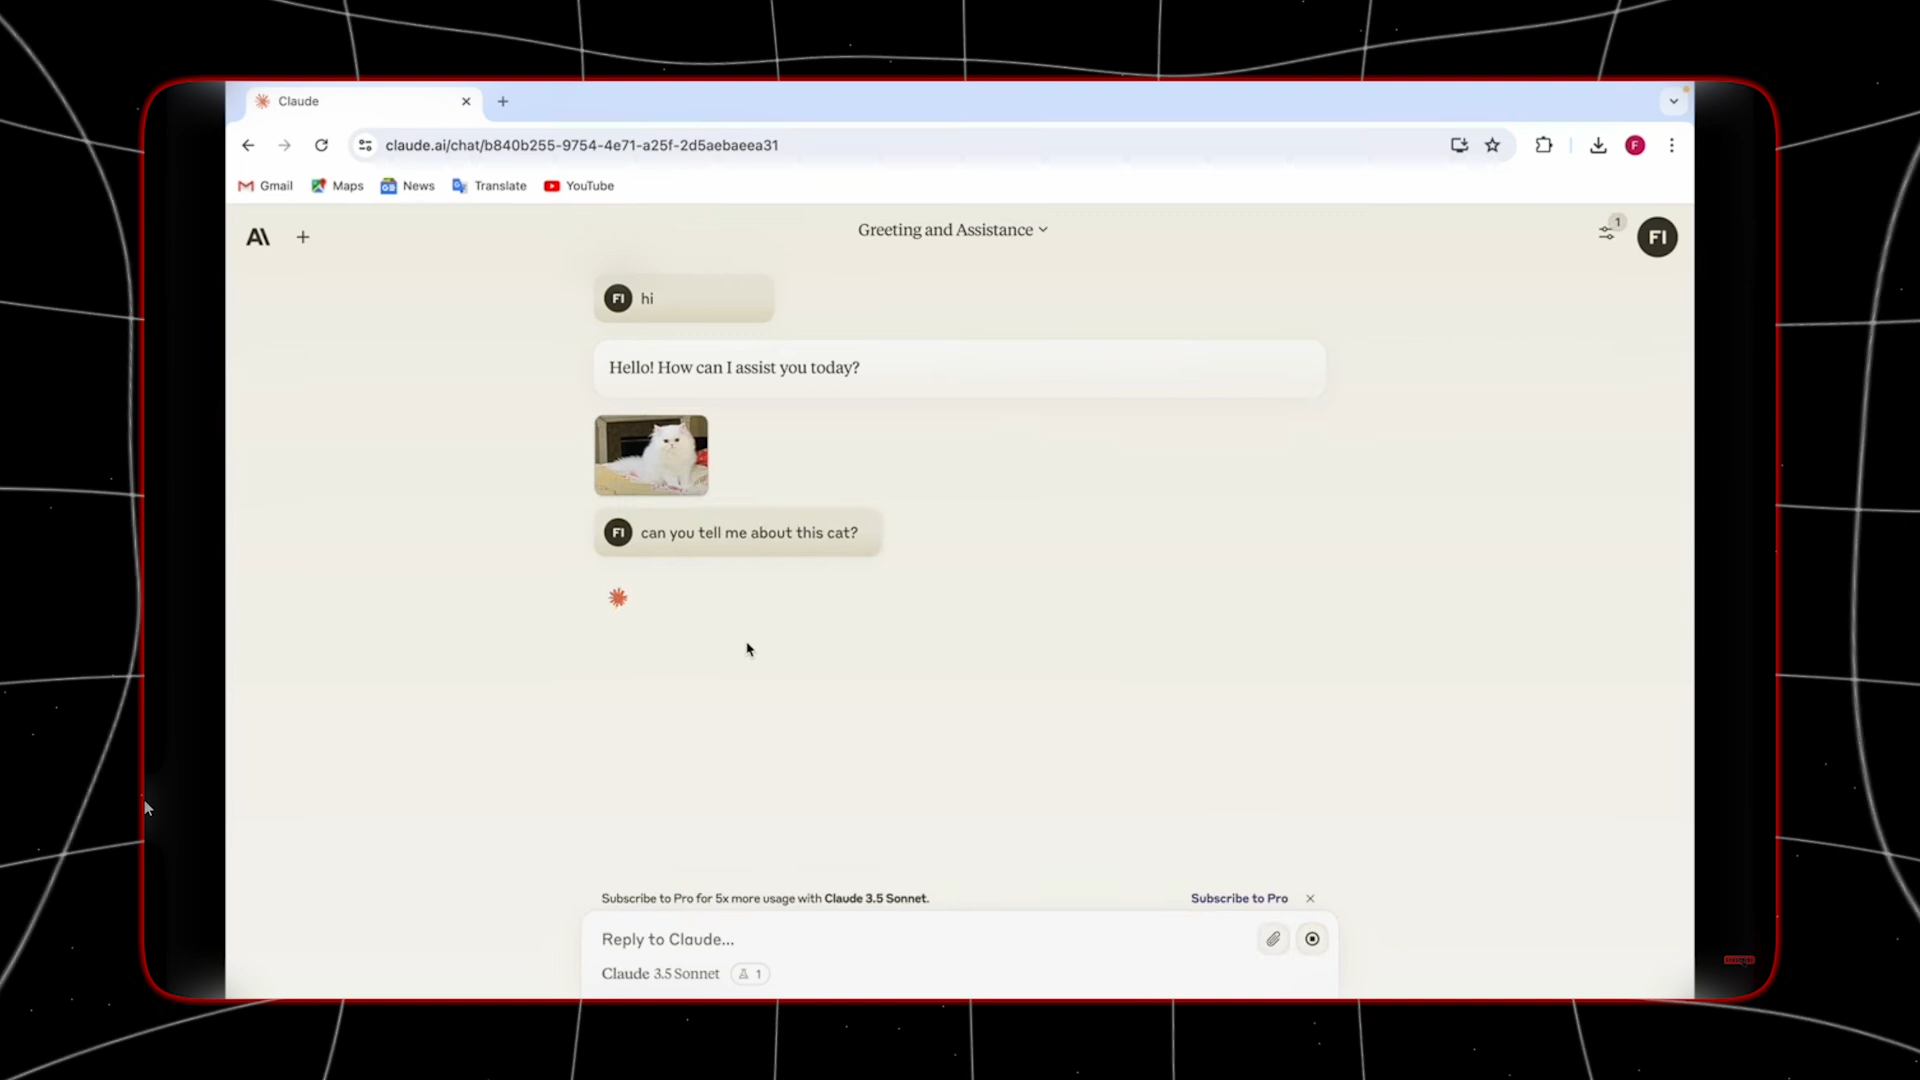 Claude
claude.ai/chat/b840b255-9754-4e71-a25f-2d5aebaeea31
F
Gmail
Maps
News
Translate
YouTube
A\
Greeting and Assistance
1
FI
FI
hi
Hello! How can I assist you today?
FI
can you tell me about this cat?
Subscribe to Pro for 5x more usage with Claude 3.5 Sonnet.
Subscribe to Pro
Reply to Claude...
Claude 3.5 Sonnet
1